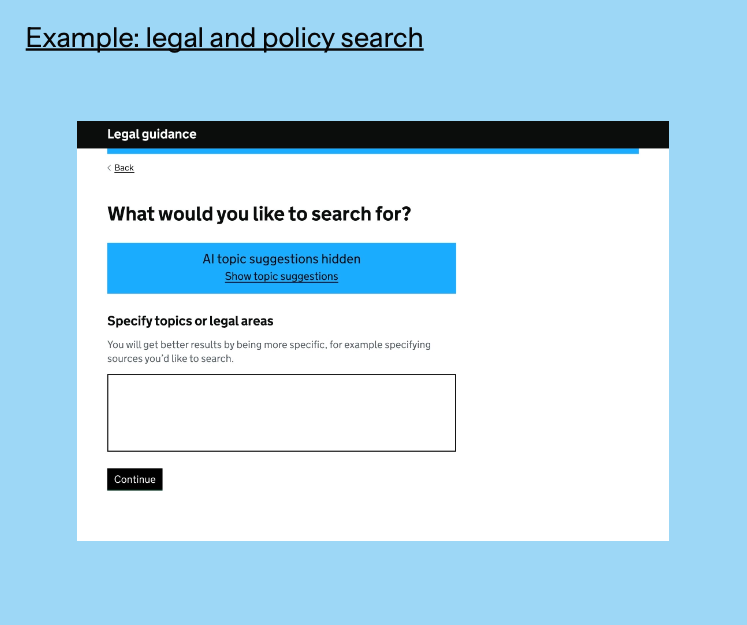 Example: legal and policy search
Legal guidance
Back
What would you like to search for?
AI topic suggestions hidden
Show topic suggestions
Specify topics or legal areas
You will get better results by being more specific, for example specifying
sources you'd like to search.
Continue